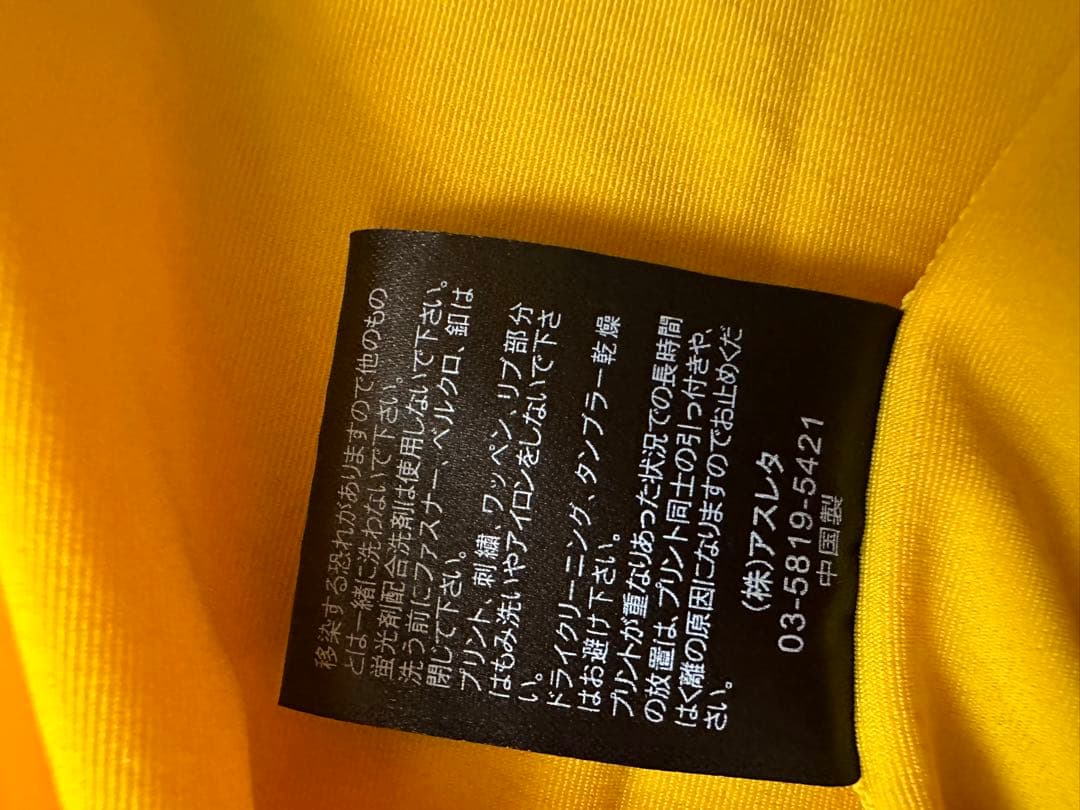 移染する恐れがありますので他のもの
とは一緒に洗わないで下さい。
蛍光剤配合洗剤は使用しないで下さい。
洗う前にファスナー、ベルクロ、釦は
閉じて下さい。
プリント、刺繍、ワッペン、リブ部分
はもみ洗いやアイロンをしないで下さ
い。
ドライクリーニング、タンブラー乾燥
はお避け下さい。
プリントが重なりあった状況での長時間
の放置は、プリント同士の引っ付きや、
はく離の原因になりますのでお止めくだ
さい。
(株)アスレタ
03-5819-5421
中国製